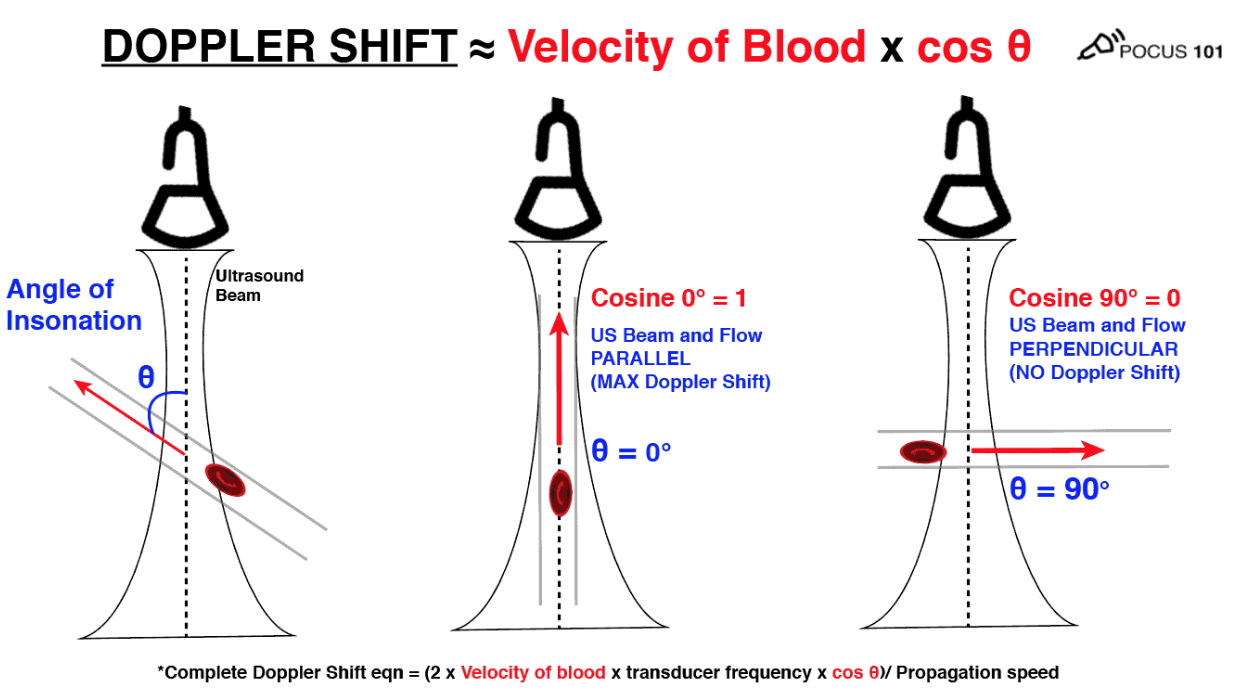 DOPPLER SHIFT ≈ Velocity of Blood x cos θ
POCUS 101
Ultrasound
Beam
Angle of
Insonation
θ
Cosine 0° = 1
US Beam and Flow
PARALLEL
(MAX Doppler Shift)
θ = 0°
Cosine 90° = 0
US Beam and Flow
PERPENDICULAR
(NO Doppler Shift)
θ = 90°
*Complete Doppler Shift eqn = (2 x Velocity of blood x transducer frequency x cos θ)/ Propagation speed